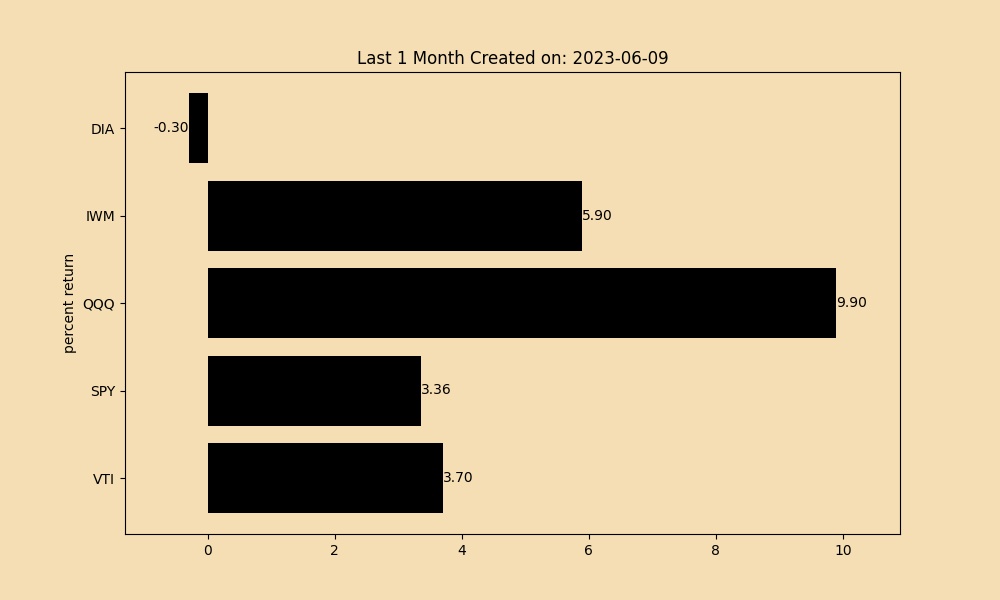 Last 1 Month Created on: 2023-06-09
percent return
DIA -0.30
IWM 5.90
QQQ 9.90
SPY 3.36
VTI 3.70
0 2 4 6 8 10